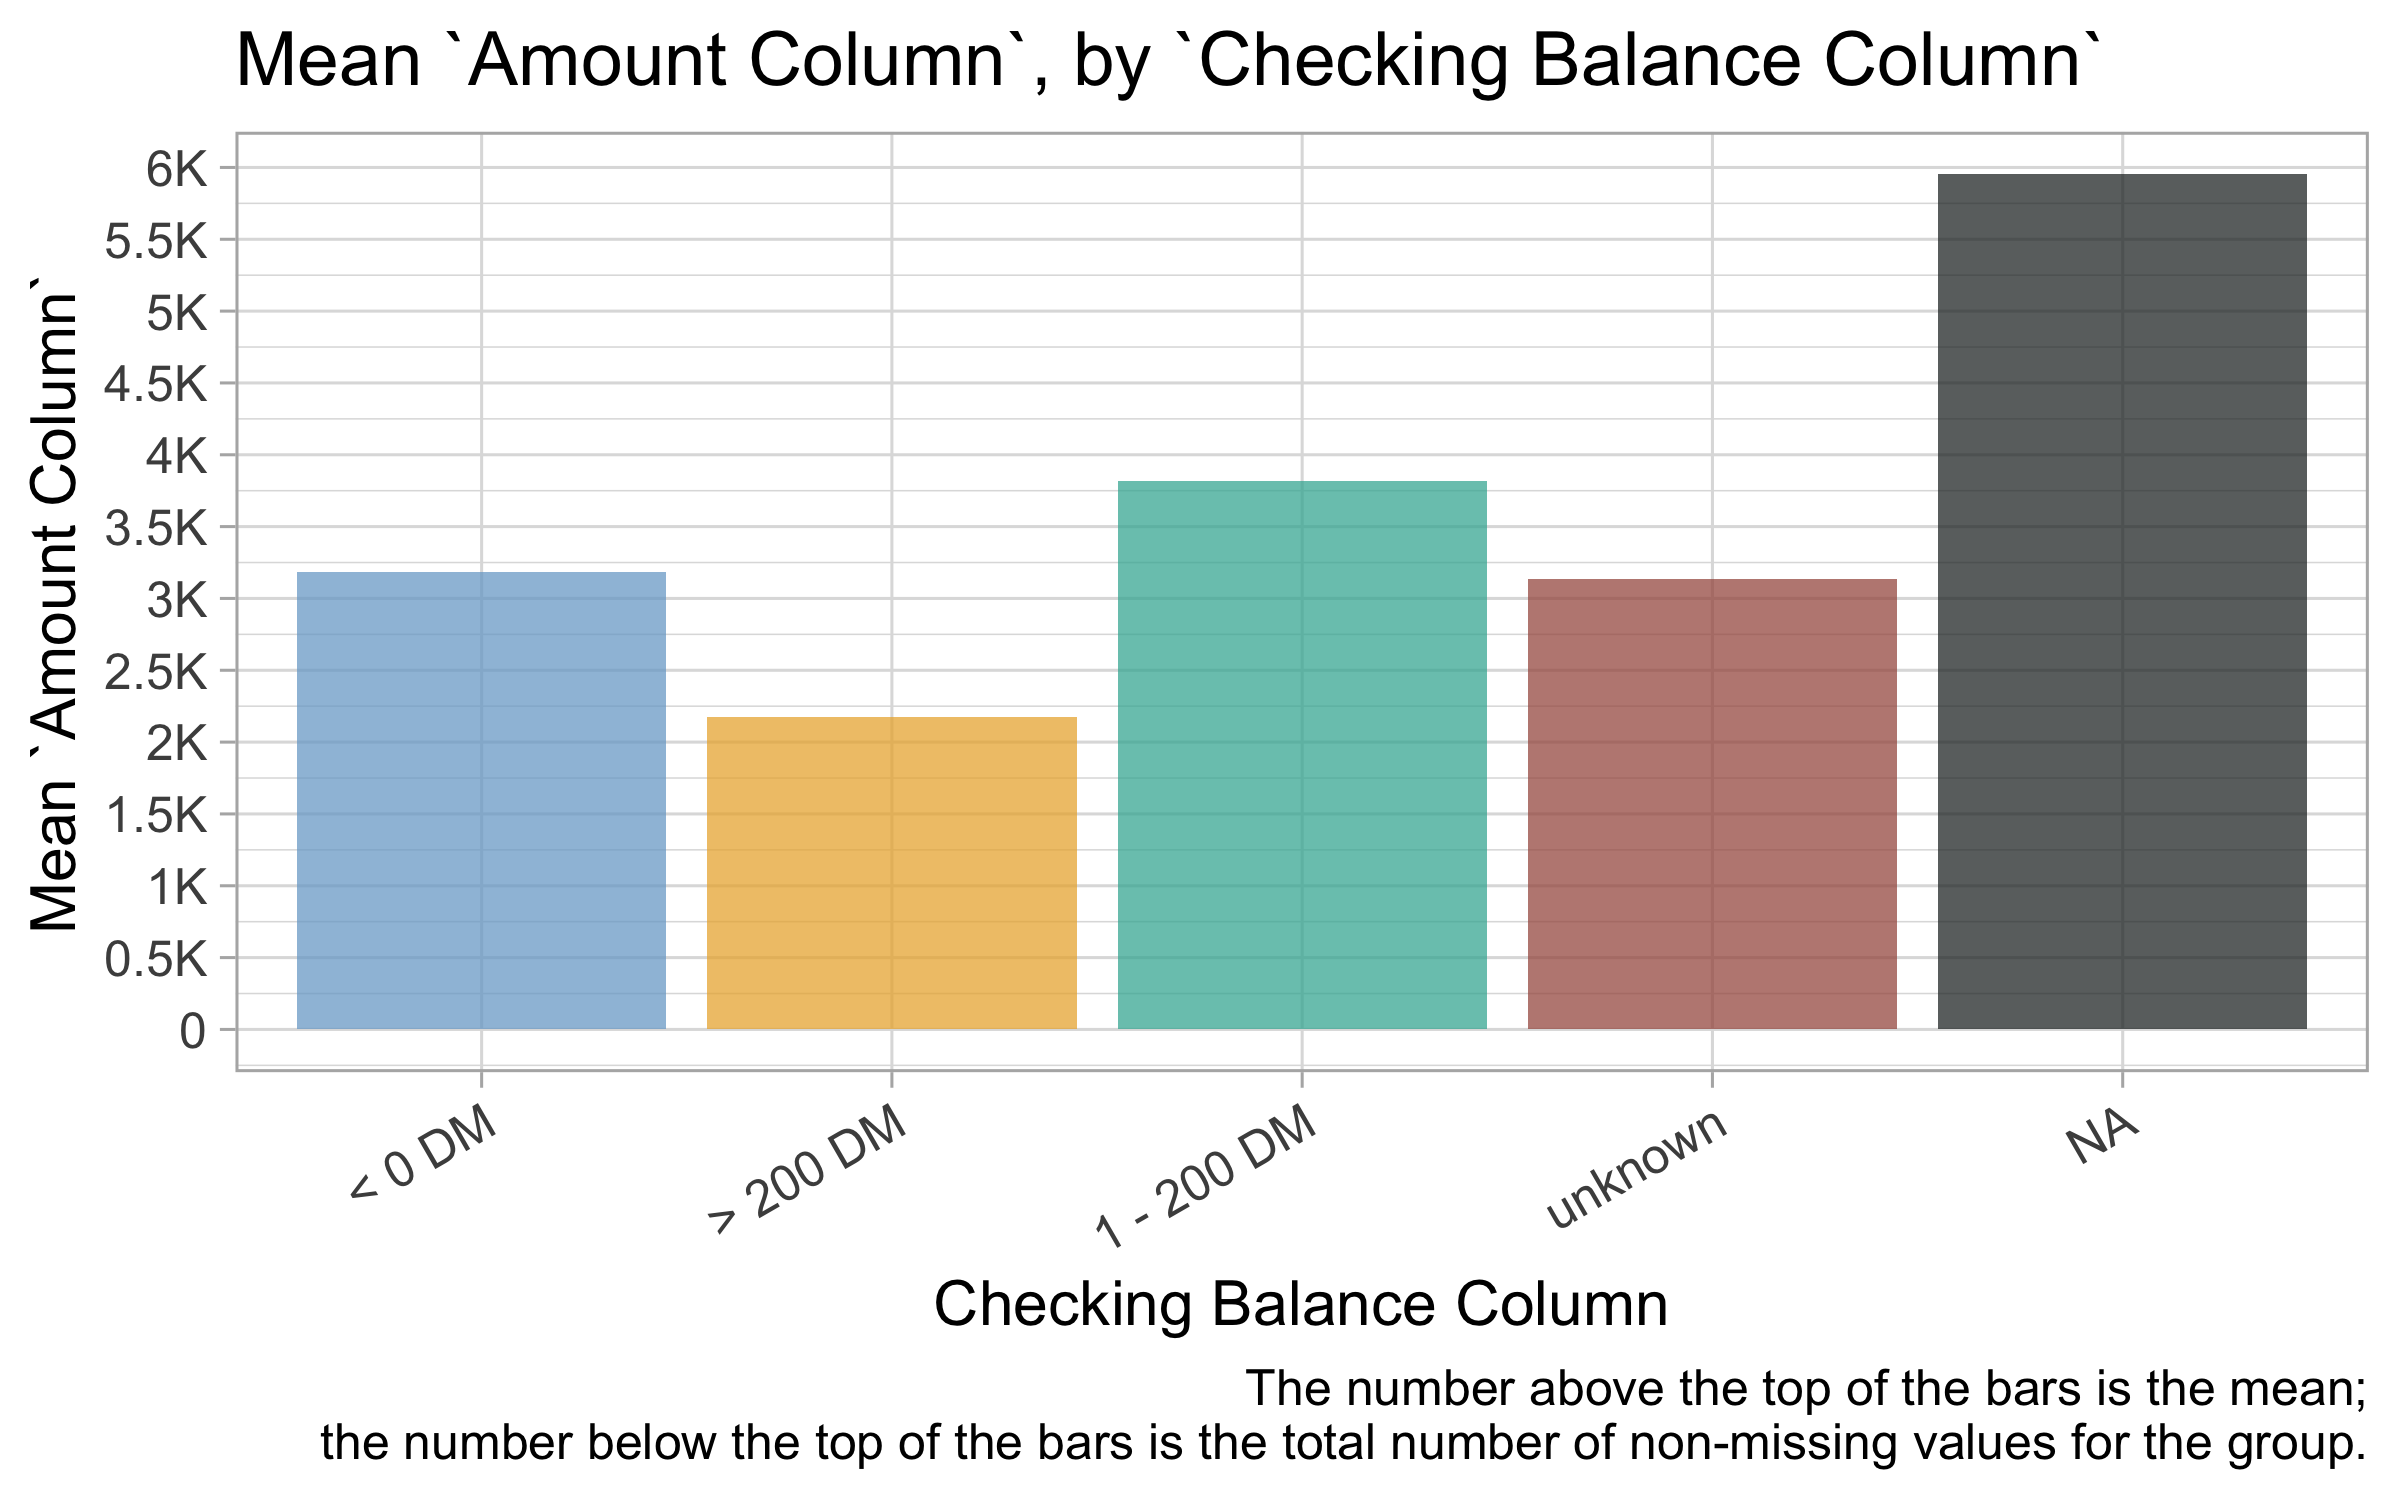 Mean `Amount Column`, by `Checking Balance Column`
Mean `Amount Column`
6K
5.5K
5K
4.5K
4K
3.5K
3K
2.5K
2K
1.5K
1K
0.5K
0
< 0 DM
> 200 DM
1 - 200 DM
unknown
NA
Checking Balance Column
The number above the top of the bars is the mean;
the number below the top of the bars is the total number of non-missing values for the group.